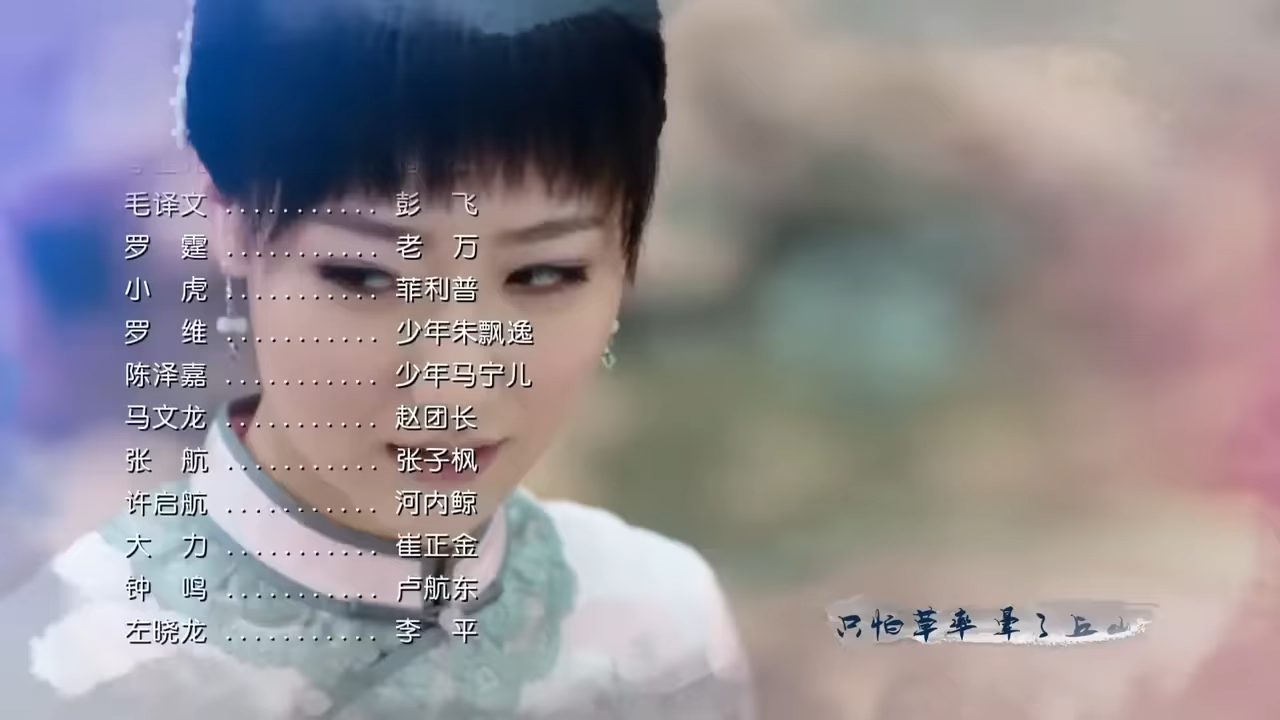 毛译文 ........... 彭 飞
罗 霆 ........... 老 万
小 虎 ........... 菲利普
罗 维 ........... 少年朱飘逸
陈泽嘉 ........... 少年马宁儿
马文龙 ........... 赵团长
张 航 ........... 张子枫
许启航 ........... 河内鲸
大 力 ........... 崔正金
钟 鸣 ........... 卢航东
左晓龙 ........... 李 平
只怕草率晕了丘山